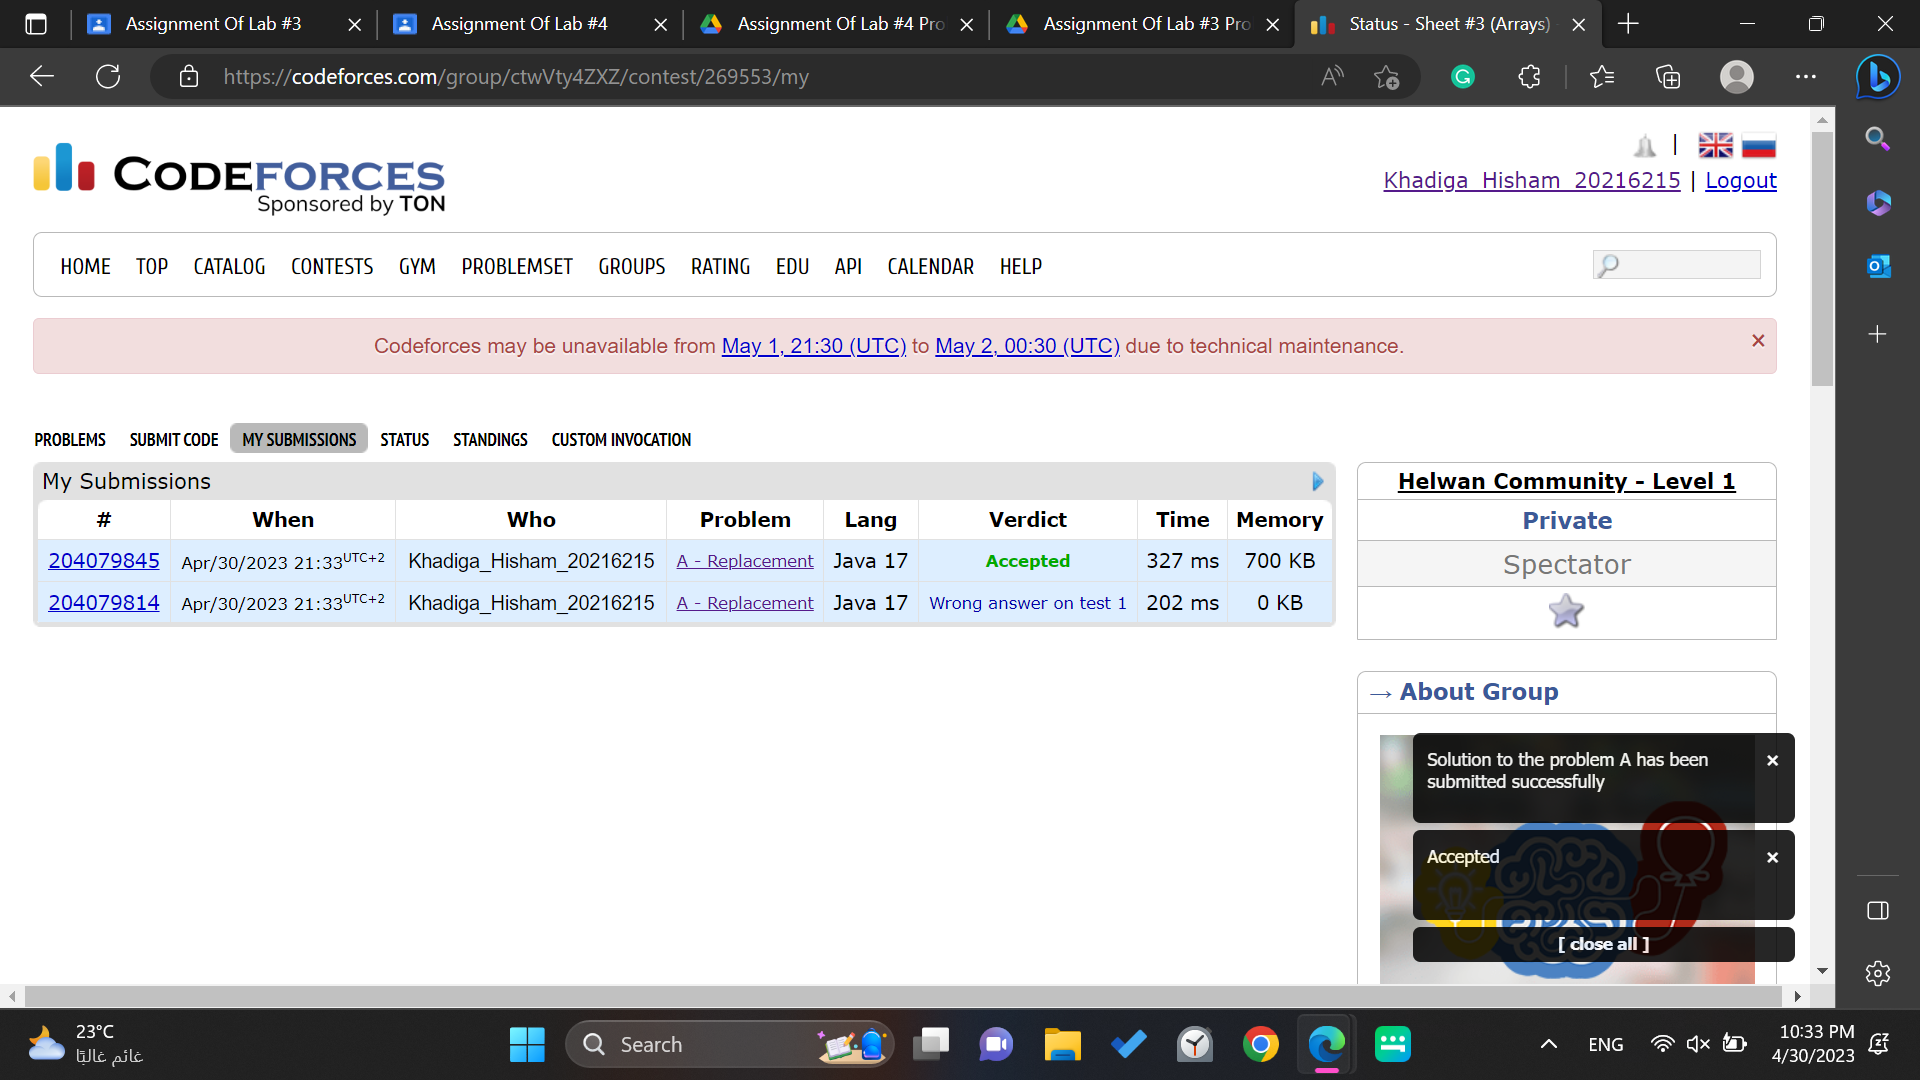 Assignment Of Lab #3
Assignment Of Lab #4
Assignment Of Lab #4 Pro
Assignment Of Lab #3 Pro
Status - Sheet #3 (Arrays)
https://codeforces.com/group/ctwVty4ZXZ/contest/269553/my
CODEFORCES
Sponsored by TON
Khadiga_Hisham_20216215 | Logout
HOME TOP CATALOG CONTESTS GYM PROBLEMSET GROUPS RATING EDU API CALENDAR HELP
Codeforces may be unavailable from May 1, 21:30 (UTC) to May 2, 00:30 (UTC) due to technical maintenance.
PROBLEMS SUBMIT CODE MY SUBMISSIONS STATUS STANDINGS CUSTOM INVOCATION
My Submissions
# When Who Problem Lang Verdict Time Memory
204079845 Apr/30/2023 21:33UTC+2 Khadiga_Hisham_20216215 A - Replacement Java 17 Accepted 327 ms 700 KB
204079814 Apr/30/2023 21:33UTC+2 Khadiga_Hisham_20216215 A - Replacement Java 17 Wrong answer on test 1 202 ms 0 KB
Helwan Community - Level 1
Private
Spectator
→ About Group
Solution to the problem A has been
submitted successfully
Accepted
[ close all ]
23°C
غائم غالبًا
Search
ENG
10:33 PM
4/30/2023